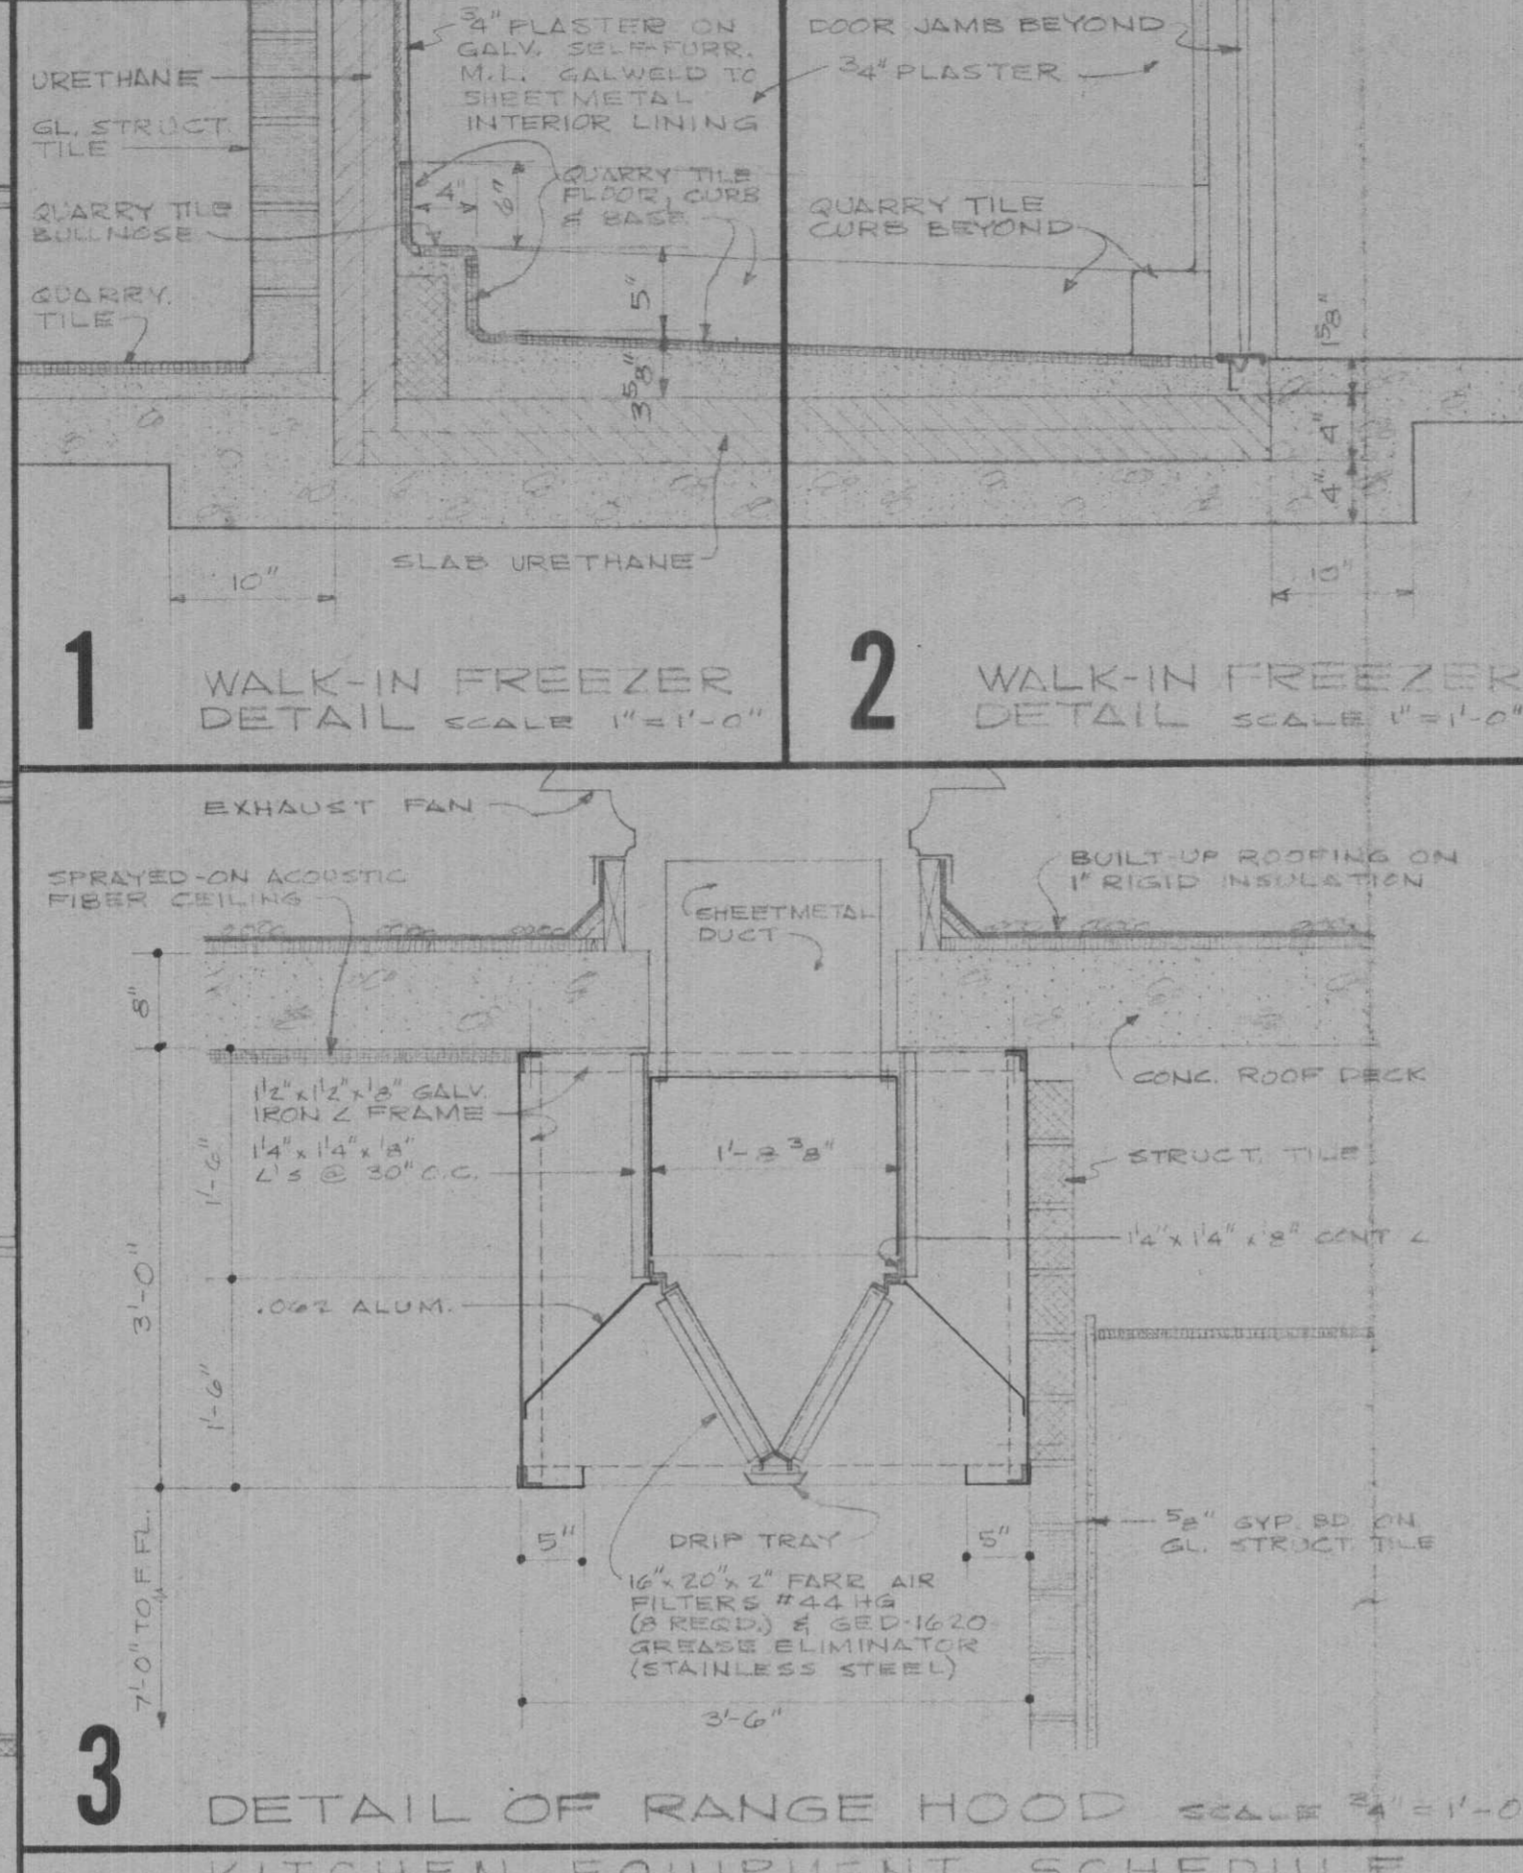 3/4" PLASTER ON
GALV. SELF-FURR.
M.L. GALWELD TO
SHEETMETAL
INTERIOR LINING
URETHANE
GL. STRUCT.
TILE
QUARRY TILE
BULLNOSE
QUARRY
TILE
4"
6"
QUARRY TILE
FLOOR, CURB
& BASE
5"
3 5/8"
SLAB URETHANE
10"
1
WALK-IN FREEZER
DETAIL SCALE 1"=1'-0"
DOOR JAMB BEYOND
3/4" PLASTER
QUARRY TILE
CURB BEYOND
1 5/8"
4"
4"
10"
2
WALK-IN FREEZER
DETAIL SCALE 1"=1'-0"
EXHAUST FAN
SPRAYED-ON ACOUSTIC
FIBER CEILING
SHEETMETAL
DUCT
BUILT-UP ROOFING ON
1" RIGID INSULATION
8"
1 1/2" x 1 1/2" x 1/8" GALV.
IRON ∠ FRAME
1 1/4" x 1 1/4" x 1/8"
∠'S @ 30" O.C.
1'-8 3/8"
CONC. ROOF DECK
STRUCT. TILE
1 1/4" x 1 1/4" x 1/8" CONT ∠
1'-6"
3'-0"
.062 ALUM.
1'-6"
5"
DRIP TRAY
5"
5/8" GYP. BD. ON
GL. STRUCT. TILE
16" x 20" x 2" FARR AIR
FILTERS #44 HG
(8 REQD.) & GED-1620
GREASE ELIMINATOR
(STAINLESS STEEL)
7'-0" TO F.FL.
3'-6"
3
DETAIL OF RANGE HOOD SCALE 3/4"=1'-0
KITCHEN EQUIPMENT SCHEDULE